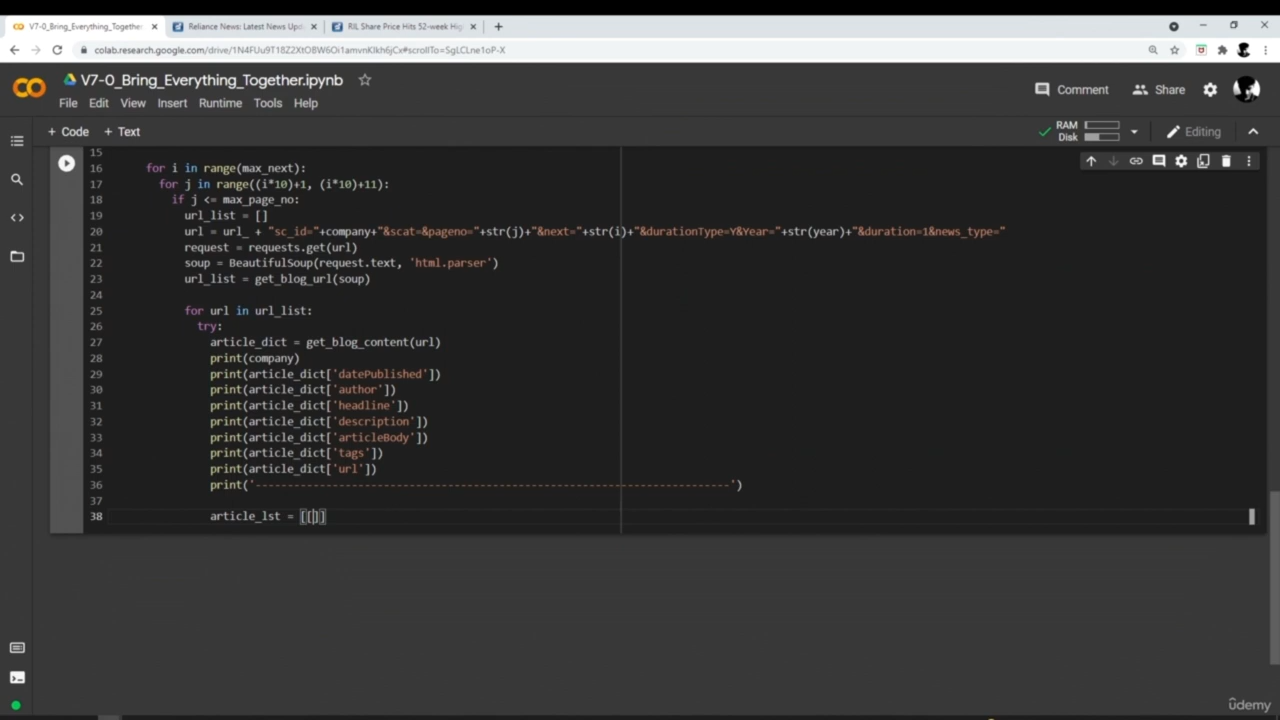 V7-0_Bring_Everything_Together
Reliance News: Latest News Upd
RIL Share Price Hits 52-week Hig
colab.research.google.com/drive/1N4FUu9T18Z2XtOBW6Oi1amvnKIkh6jCx#scrollTo=SgLCLne1oP-X
V7-0_Bring_Everything_Together.ipynb
Comment
Share
File Edit View Insert Runtime Tools Help
+ Code + Text
RAM
Disk
Editing
15
16 for i in range(max_next):
17 for j in range((i*10)+1, (i*10)+11):
18 if j <= max_page_no:
19 url_list = []
20 url = url_ + "sc_id="+company+"&scat=&pageno="+str(j)+"&next="+str(i)+"&durationType=Y&Year="+str(year)+"&duration=1&news_type="
21 request = requests.get(url)
22 soup = BeautifulSoup(request.text, 'html.parser')
23 url_list = get_blog_url(soup)
24
25 for url in url_list:
26 try:
27 article_dict = get_blog_content(url)
28 print(company)
29 print(article_dict['datePublished'])
30 print(article_dict['author'])
31 print(article_dict['headline'])
32 print(article_dict['description'])
33 print(article_dict['articleBody'])
34 print(article_dict['tags'])
35 print(article_dict['url'])
36 print('--------------------------------------------------------------------------')
37
38 article_lst = [[]]
ûdemy